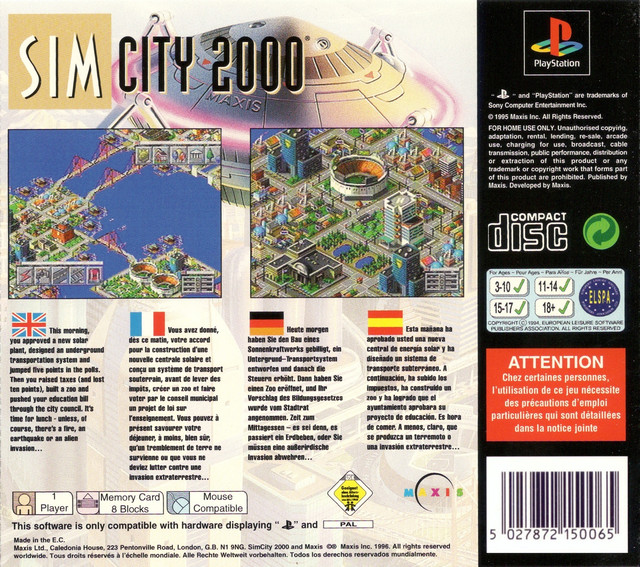 SIM CITY 2000
MAXIS
PlayStation
" " and "PlayStation" are trademarks of
Sony Computer Entertainment Inc.
© 1995 Maxis Inc. All Rights Reserved.
FOR HOME USE ONLY. Unauthorised copying,
adaptation, rental, lending, re-sale, arcade
use, charging for use, broadcast, cable
transmission, public performance, distribution
or extraction of this product or any
trademark or copyright work that forms part
of this product are prohibited. Published by
Maxis. Developed by Maxis.
COMPACT
disc
For Ages - Pour Ages - Para Años - Für Jahre - Per Anni
3-10 11-14
15-17 18+
ELSPA
COPYRIGHT © 1994, EUROPEAN LEISURE SOFTWARE
PUBLISHERS ASSOCIATION. ALL RIGHTS RESERVED
ATTENTION
Chez certaines personnes,
l'utilisation de ce jeu nécessite
des précautions d'emploi
particulières qui sont détaillées
dans la notice jointe
This morning,
you approved a new solar
plant, designed an underground
transportation system and
jumped five points in the polls.
Then you raised taxes (and lost
ten points), built a zoo and
pushed your education bill
through the city council. It's
time for lunch - unless, of
course, there's a fire, an
earthquake or an alien
invasion...
Vous avez donné,
dès ce matin, votre accord
pour la construction d'une
nouvelle centrale solaire et
conçu un système de transport
souterrain, avant de lever des
impôts, créer un zoo et faire
voter par le conseil municipal
un projet de loi sur
l'enseignement. Vous pouvez à
présent savourer votre
déjeuner, à moins, bien sûr,
qu'un tremblement de terre ne
survienne ou que vous ne
deviez lutter contre une
invasion extraterrestre...
Heute morgen
haben Sie den Bau eines
Sonnenkraftwerks gebilligt, ein
Untergrund-Transportsystem
entworfen und danach die
Steuern erhöht. Dann haben Sie
einen Zoo eröffnet, und Ihr
Vorschlag des Bildungsgesetzes
wurde vom Stadtrat
angenommen. Zeit zum
Mittagessen - es sei denn, es
passiert ein Erdbeben, oder Sie
müssen eine außerirdische
Invasion abwehren...
Esta mañana ha
aprobado usted una nueva
central de energía solar y ha
diseñado un sistema de
transporte subterráneo. A
continuación, ha subido los
impuestos, ha construido un
zoo y ha logrado que el
ayuntamiento aprobara su
proyecto de educación. Es hora
de comer. A menos, claro, que
se produzca un terremoto o
una invasión extraterrestre...
1
Player
Memory Card
8 Blocks
Mouse
Compatible
MAXIS
This software is only compatible with hardware displaying " " and PAL
Made in the E.C.
Maxis Ltd., Caledonia House, 223 Pentonville Road, London, G.B. N1 9NG. SimCity 2000 and Maxis ®© Maxis Inc. 1996. All rights reserved
worldwide. Tous droits réservés à l'échelle mondiale. Alle Rechte Weltweit vorbehalten. Todos los derechos reservados mundialmente.
5 027872 150065